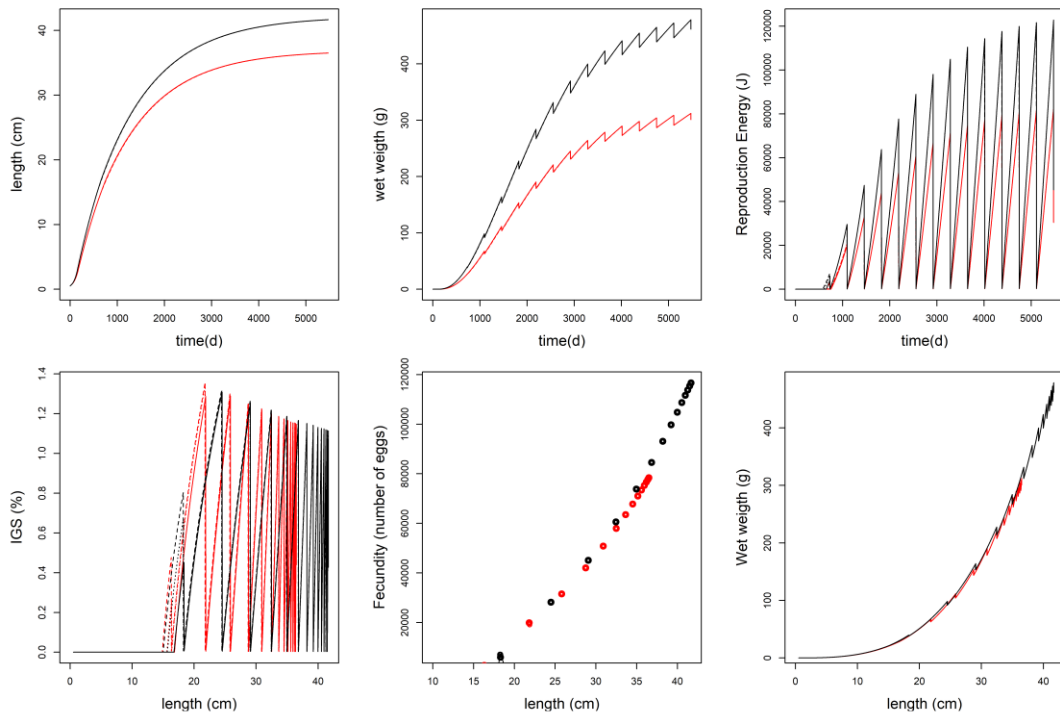 length (cm)
0 10 20 30 40
0 1000 2000 3000 4000 5000
time(d)
wet weigth (g)
0 100 200 300 400
0 1000 2000 3000 4000 5000
time(d)
Reproduction Energy (J)
0 20000 40000 60000 80000 100000 120000
0 1000 2000 3000 4000 5000
time(d)
IGS (%)
0.0 0.2 0.4 0.6 0.8 1.0 1.2 1.4
0 10 20 30 40
length (cm)
Fecundity (number of eggs)
20000 40000 60000 80000 100000 120000
10 15 20 25 30 35 40
length (cm)
Wet weigth (g)
0 100 200 300 400
0 10 20 30 40
length (cm)